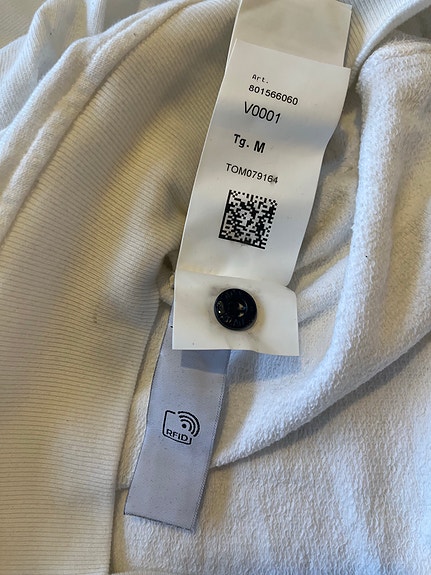 Art.
801566060
V0001
Tg. M
TOM079164
RFID